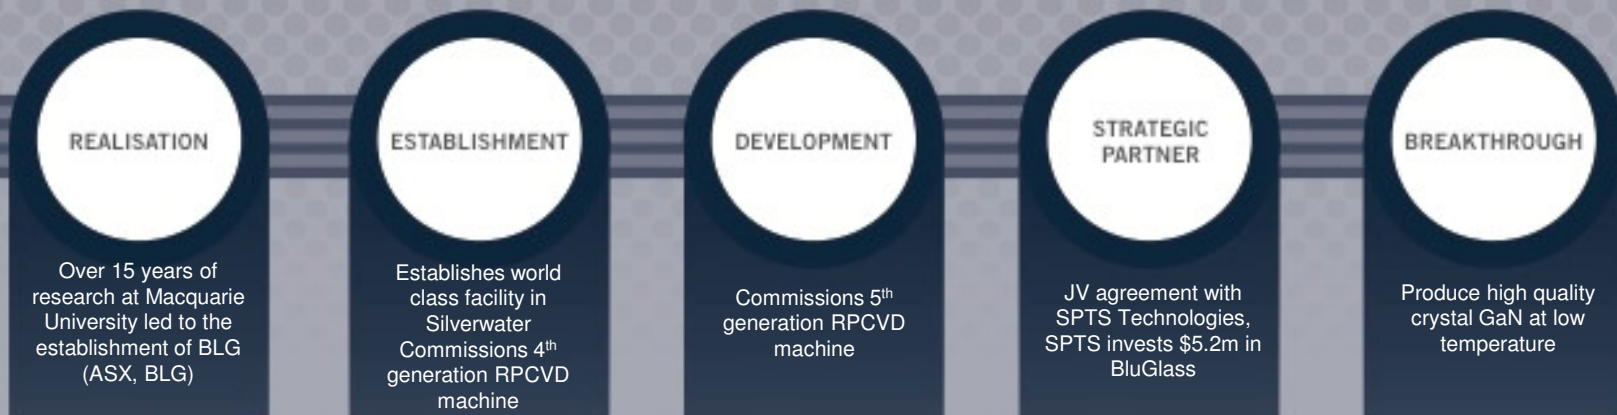 REALISATION
Over 15 years of
research at Macquarie
University led to the
establishment of BLG
(ASX, BLG)
ESTABLISHMENT
Establishes world
class facility in
Silverwater
Commissions 4th
generation RPCVD
machine
DEVELOPMENT
Commissions 5th
generation RPCVD
machine
STRATEGIC
PARTNER
JV agreement with
SPTS Technologies,
SPTS invests $5.2m in
BluGlass
BREAKTHROUGH
Produce high quality
crystal GaN at low
temperature